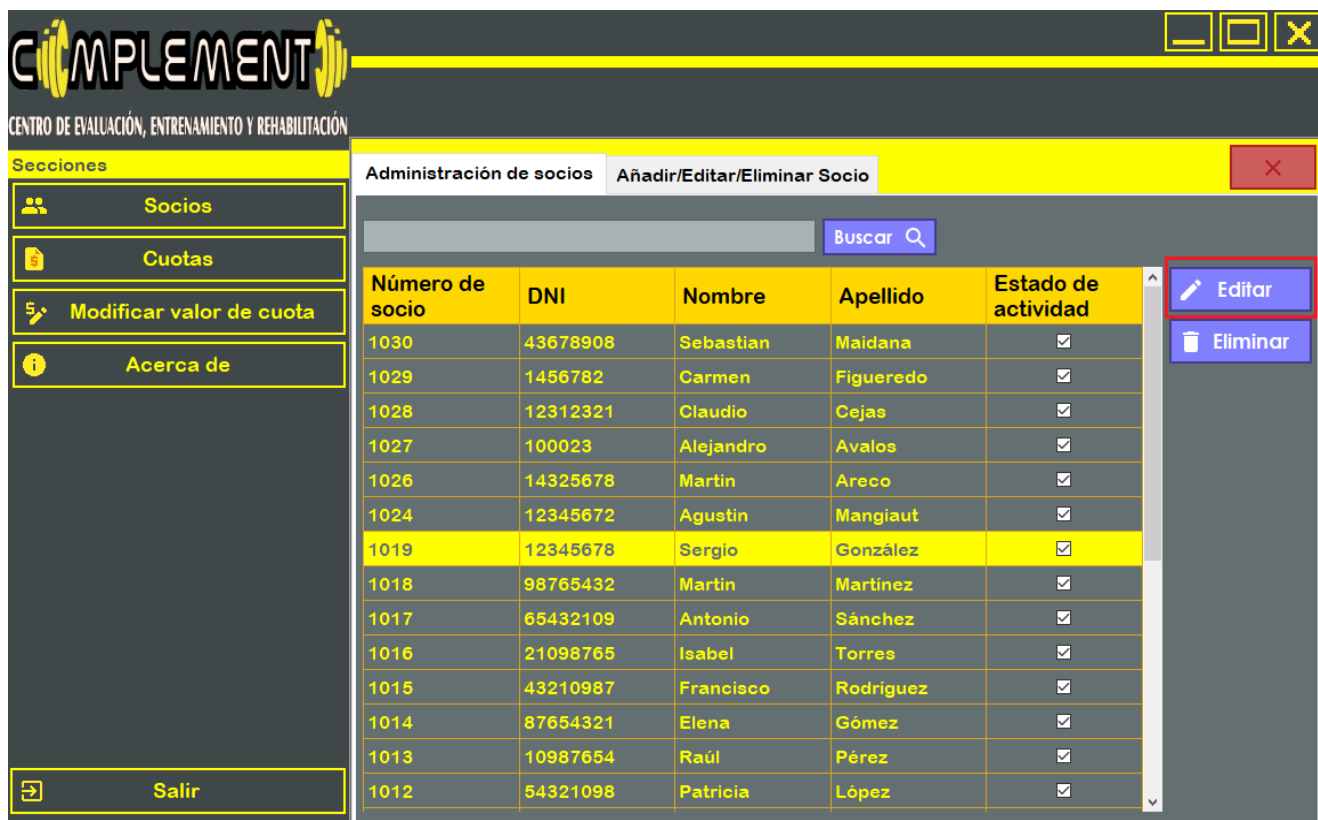 COMPLEMENTO
CENTRO DE EVALUACIÓN, ENTRENAMIENTO Y REHABILITACIÓN
Secciones
Socios
Cuotas
Modificar valor de cuota
Acerca de
Salir
Administración de socios Añadir/Editar/Eliminar Socio
Buscar
Número de socio DNI Nombre Apellido Estado de actividad
1030 43678908 Sebastian Maidana
1029 1456782 Carmen Figueredo
1028 12312321 Claudio Cejas
1027 100023 Alejandro Avalos
1026 14325678 Martin Areco
1024 12345672 Agustin Mangiaut
1019 12345678 Sergio González
1018 98765432 Martin Martínez
1017 65432109 Antonio Sánchez
1016 21098765 Isabel Torres
1015 43210987 Francisco Rodríguez
1014 87654321 Elena Gómez
1013 10987654 Raúl Pérez
1012 54321098 Patricia López
Editar
Eliminar